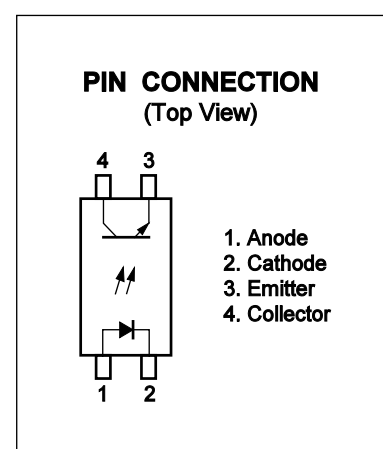 PIN CONNECTION
(Top View)
4 3
1. Anode
2. Cathode
3. Emitter
4. Collector
1 2